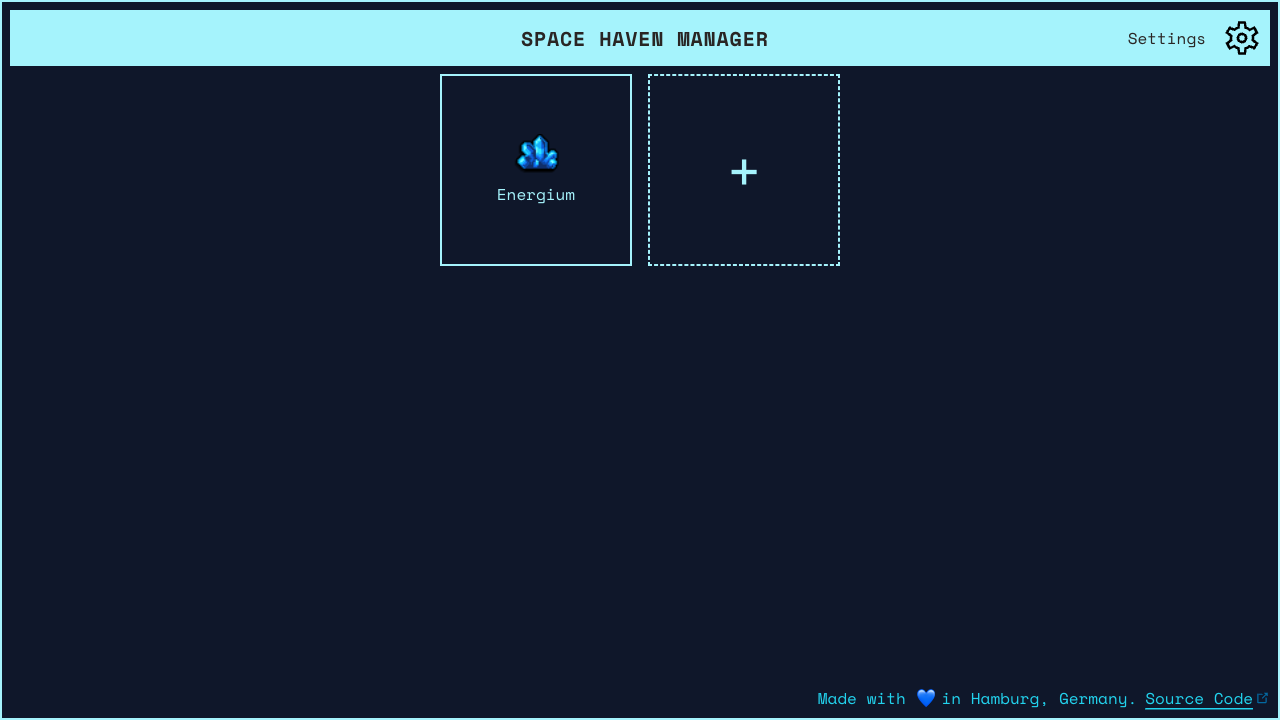 SPACE HAVEN MANAGER
Settings
Energium
+
Made with 💙 in Hamburg, Germany. Source Code